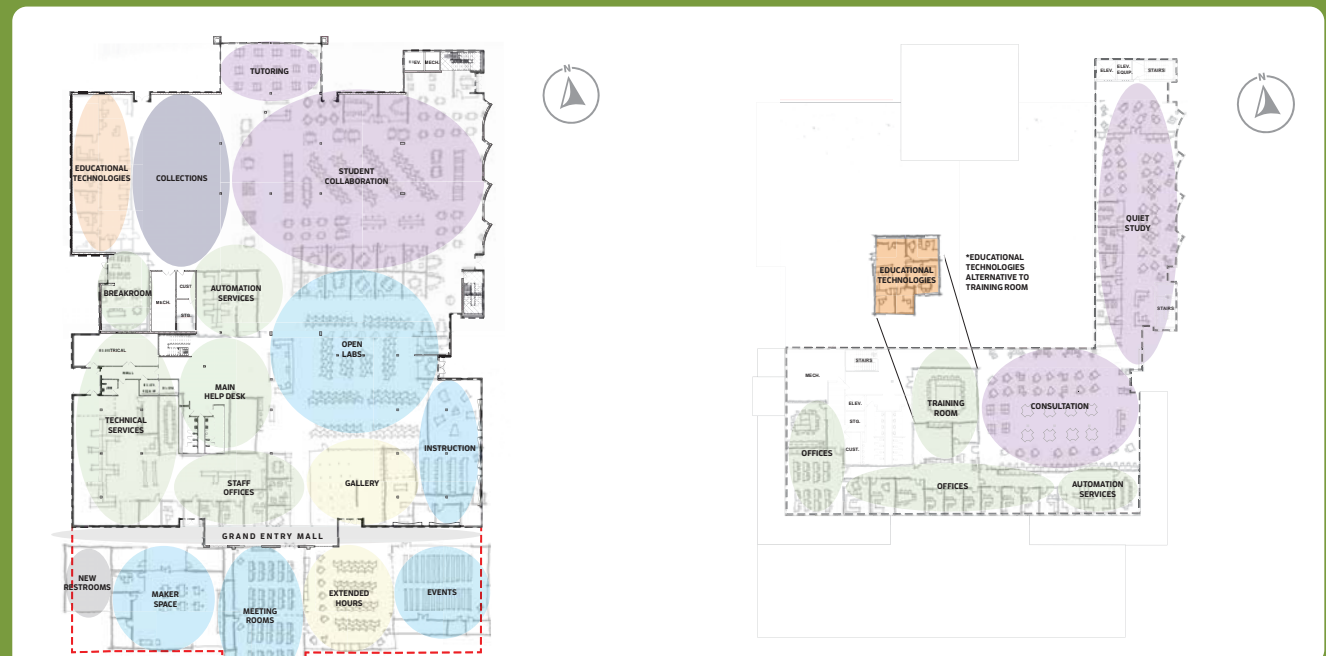 N
TUTORING
ELEV. MECH.
EDUCATIONAL
TECHNOLOGIES
COLLECTIONS
STUDENT
COLLABORATION
BREAKROOM
MECH.
CUST
STG.
AUTOMATION
SERVICES
OPEN
LABS
HALL
MAIN
HELP DESK
TECHNICAL
SERVICES
INSTRUCTION
STAFF
OFFICES
GALLERY
GRAND ENTRY MALL
NEW
RESTROOMS
MAKER
SPACE
MEETING
ROOMS
EXTENDED
HOURS
EVENTS
N
ELEV.
ELEV.
EQUIP.
STAIRS
QUIET
STUDY
STAIRS
EDUCATIONAL
TECHNOLOGIES
*EDUCATIONAL
TECHNOLOGIES
ALTERNATIVE TO
TRAINING ROOM
MECH.
STAIRS
ELEV.
STG.
CUST.
OFFICES
TRAINING
ROOM
CONSULTATION
OFFICES
AUTOMATION
SERVICES